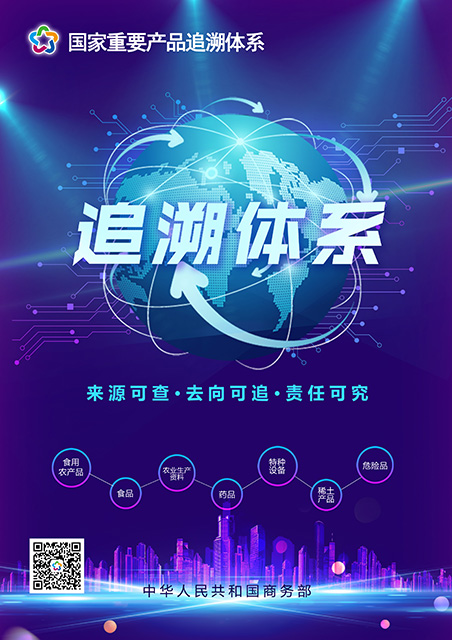 国家重要产品追溯体系
追溯体系
来源可查·去向可追·责任可究
食用
农产品
食品
农业生产
资料
药品
特种
设备
稀土
产品
危险品
中华人民共和国商务部